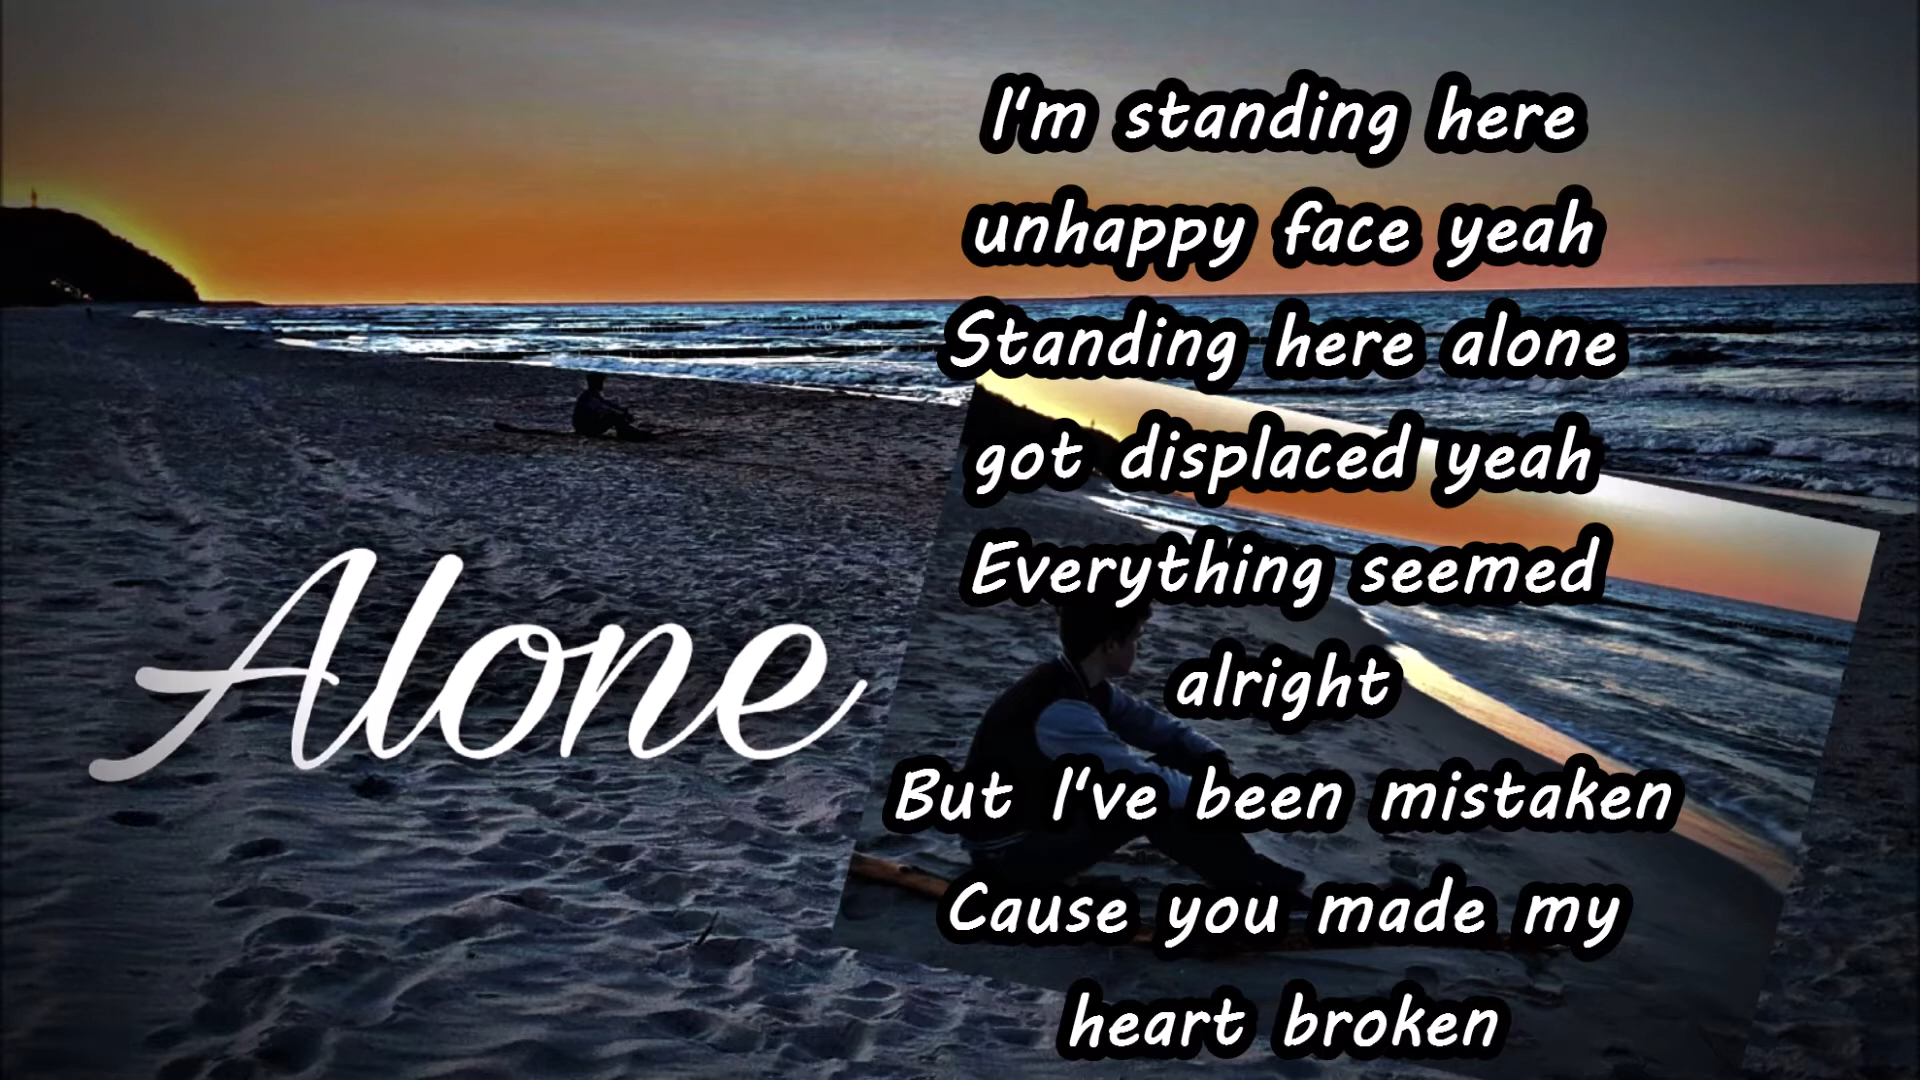 Alone
I'm standing here
unhappy face yeah
Standing here alone
got displaced yeah
Everything seemed
alright
But I've been mistaken
Cause you made my
heart broken